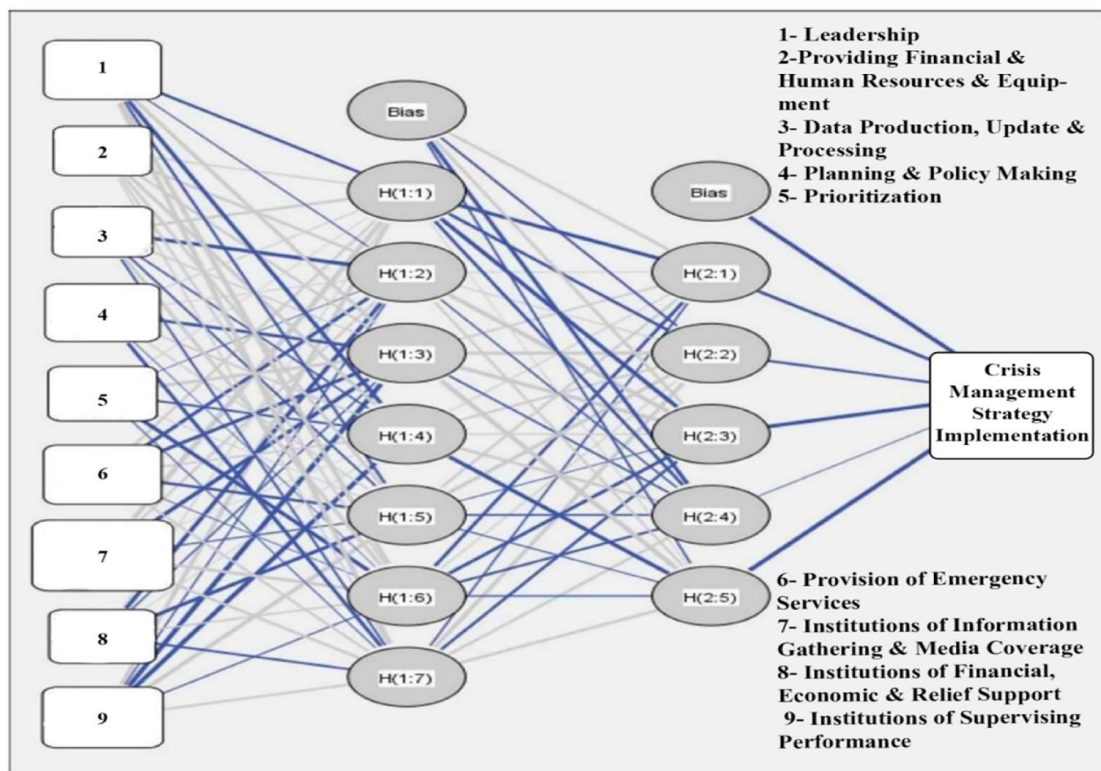 1
2
3
4
5
6
7
8
9
Bias
H(1:1)
H(1:2)
H(1:3)
H(1:4)
H(1:5)
H(1:6)
H(1:7)
Bias
H(2:1)
H(2:2)
H(2:3)
H(2:4)
H(2:5)
Crisis
Management
Strategy
Implementation
1- Leadership
2-Providing Financial &
Human Resources & Equip-
ment
3- Data Production, Update &
Processing
4- Planning & Policy Making
5- Prioritization
6- Provision of Emergency
Services
7- Institutions of Information
Gathering & Media Coverage
8- Institutions of Financial,
Economic & Relief Support
9- Institutions of Supervising
Performance